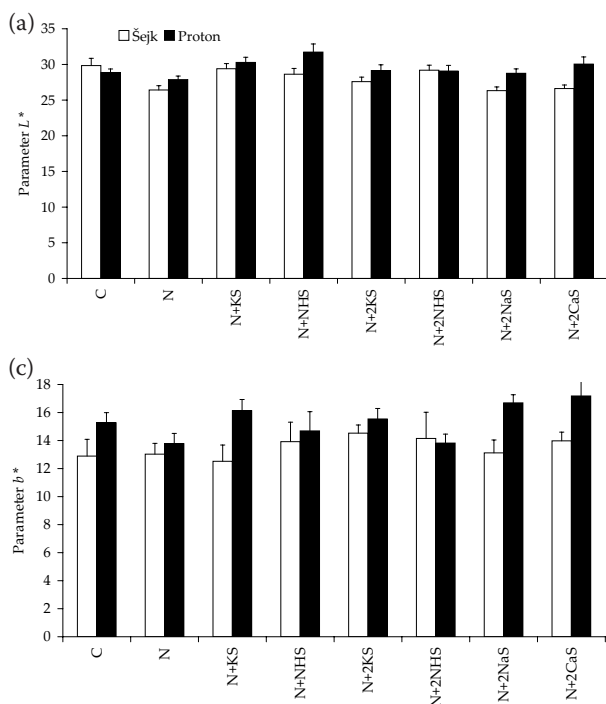 (a)
Šejk Proton
35
30
25
20
15
10
5
0
Parameter L*
C N N+KS N+NHS N+2KS N+2NHS N+2NaS N+2CaS
(c)
18
16
14
12
10
8
6
4
2
0
Parameter b*
C N N+KS N+NHS N+2KS N+2NHS N+2NaS N+2CaS